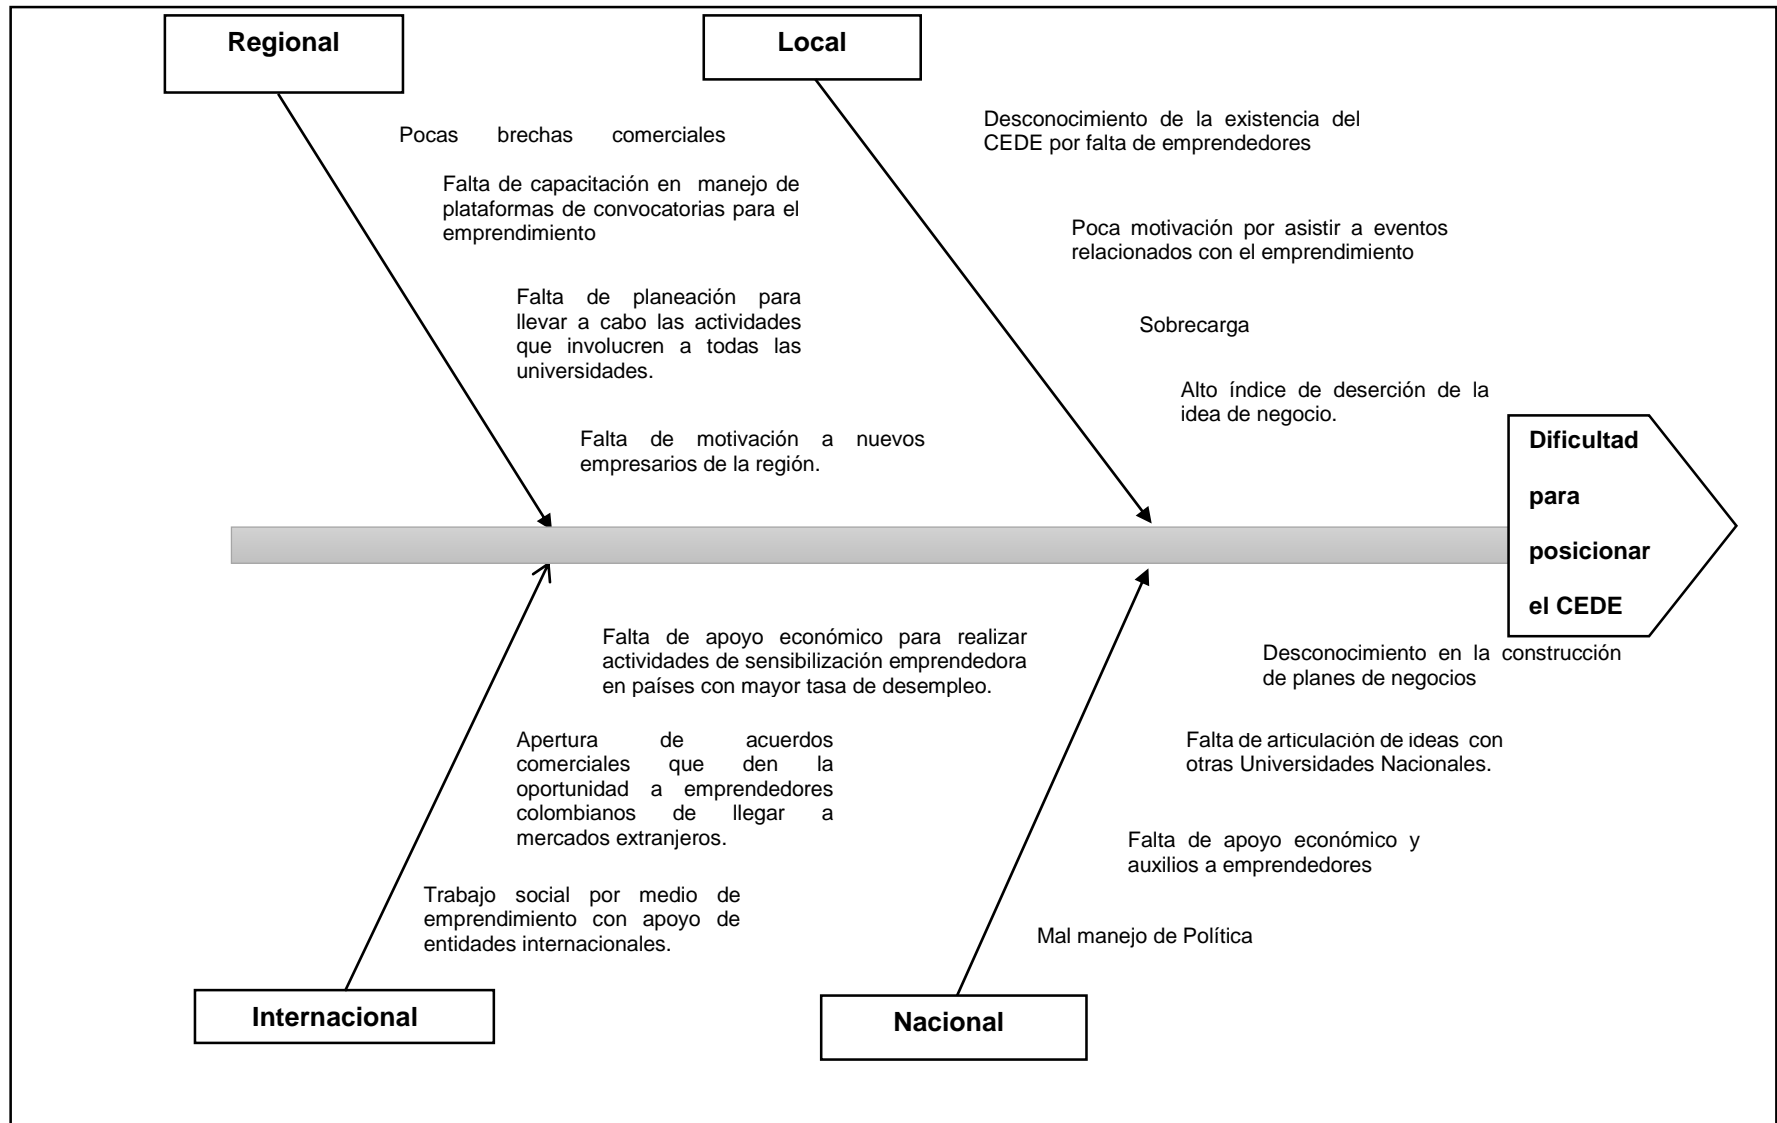 Regional
Pocas brechas comerciales
Falta de capacitación en manejo de
plataformas de convocatorias para el
emprendimiento
Falta de planeación para
llevar a cabo las actividades
que involucren a todas las
universidades.
Falta de motivación a nuevos
empresarios de la región.
Local
Desconocimiento de la existencia del
CEDE por falta de emprendedores
Poca motivación por asistir a eventos
relacionados con el emprendimiento
Sobrecarga
Alto índice de deserción de la
idea de negocio.
Dificultad
para
posicionar
el CEDE
Falta de apoyo económico para realizar
actividades de sensibilización emprendedora
en países con mayor tasa de desempleo.
Apertura de acuerdos
comerciales que den la
oportunidad a emprendedores
colombianos de llegar a
mercados extranjeros.
Trabajo social por medio de
emprendimiento con apoyo de
entidades internacionales.
Internacional
Desconocimiento en la construcción
de planes de negocios
Falta de articulación de ideas con
otras Universidades Nacionales.
Falta de apoyo económico y
auxilios a emprendedores
Mal manejo de Política
Nacional